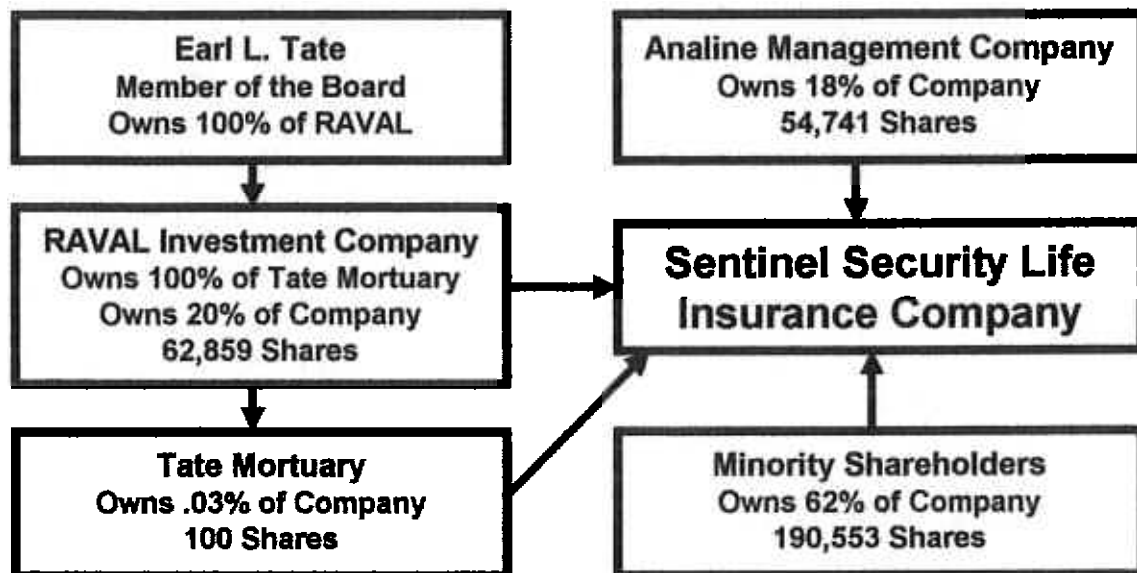 Earl L. Tate
Member of the Board
Owns 100% of RAVAL
Analine Management Company
Owns 18% of Company
54,741 Shares
RAVAL Investment Company
Owns 100% of Tate Mortuary
Owns 20% of Company
62,859 Shares
Sentinel Security Life
Insurance Company
Tate Mortuary
Owns .03% of Company
100 Shares
Minority Shareholders
Owns 62% of Company
190,553 Shares